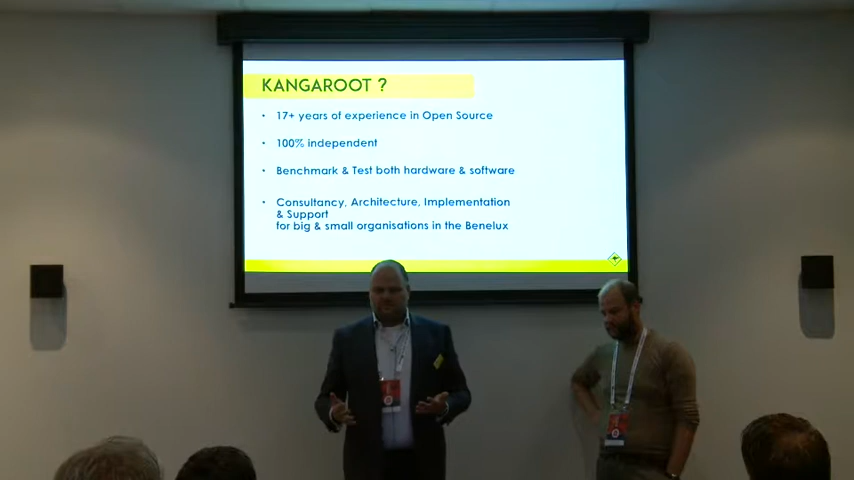 KANGAROOT ?
• 17+ years of experience in Open Source
• 100% independent
• Benchmark & Test both hardware & software
• Consultancy, Architecture, Implementation
& Support
for big & small organisations in the Benelux